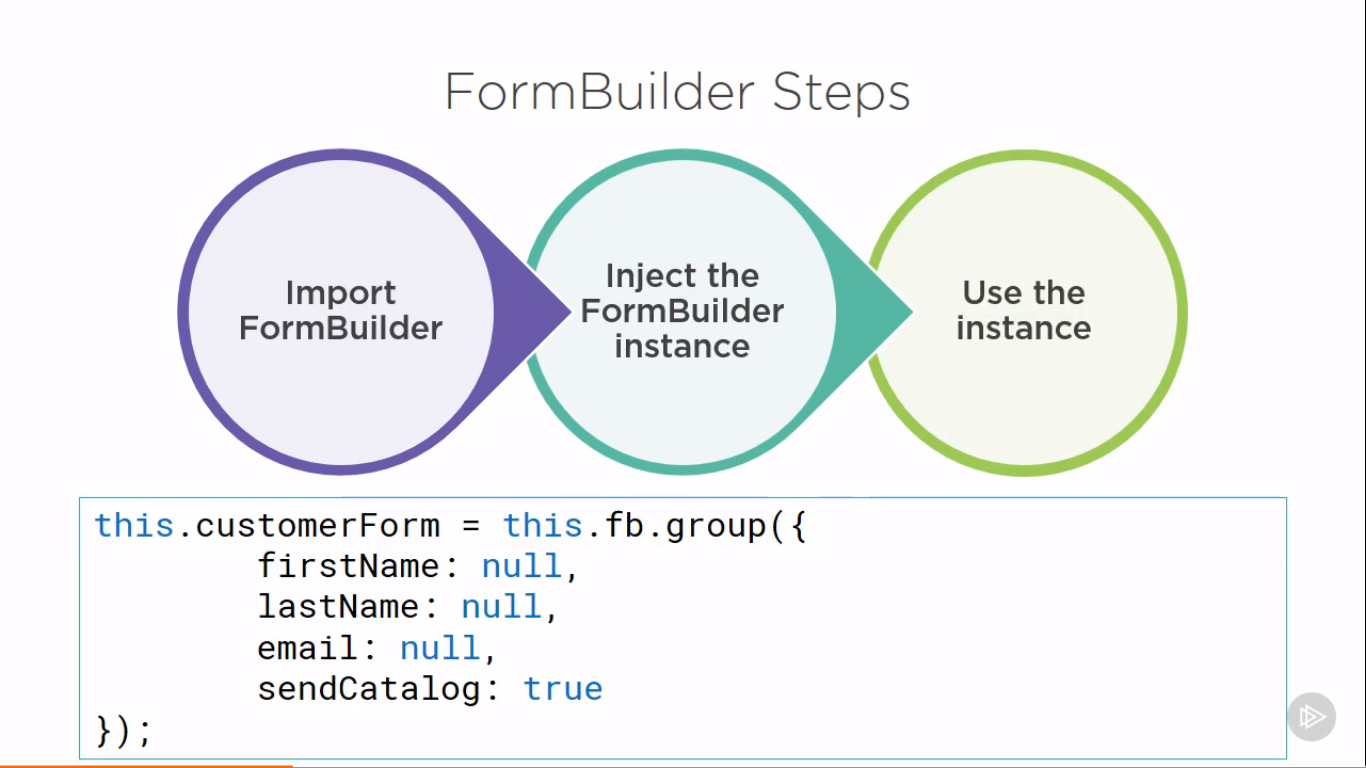 FormBuilder Steps
Import
FormBuilder
Inject the
FormBuilder
instance
Use the
instance
this.customerForm = this.fb.group({
        firstName: null,
        lastName: null,
        email: null,
        sendCatalog: true
});